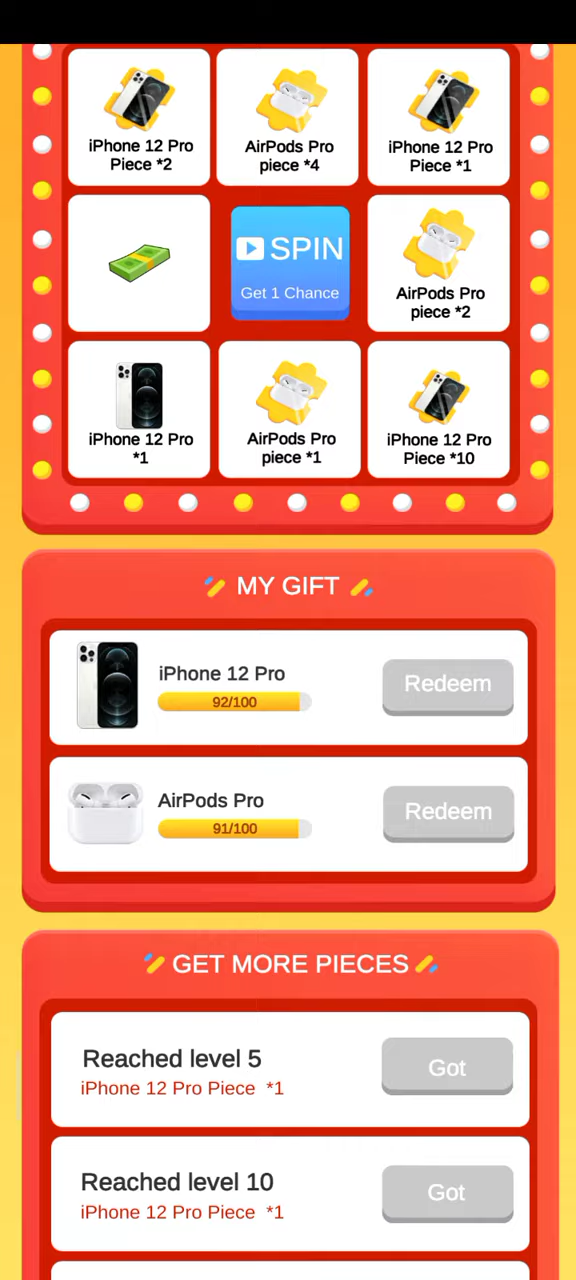 iPhone 12 Pro
Piece *2
AirPods Pro
piece *4
iPhone 12 Pro
Piece *1
SPIN
Get 1 Chance
AirPods Pro
piece *2
iPhone 12 Pro
*1
AirPods Pro
piece *1
iPhone 12 Pro
Piece *10
MY GIFT
iPhone 12 Pro
92/100
Redeem
AirPods Pro
91/100
Redeem
GET MORE PIECES
Reached level 5
iPhone 12 Pro Piece *1
Got
Reached level 10
iPhone 12 Pro Piece *1
Got